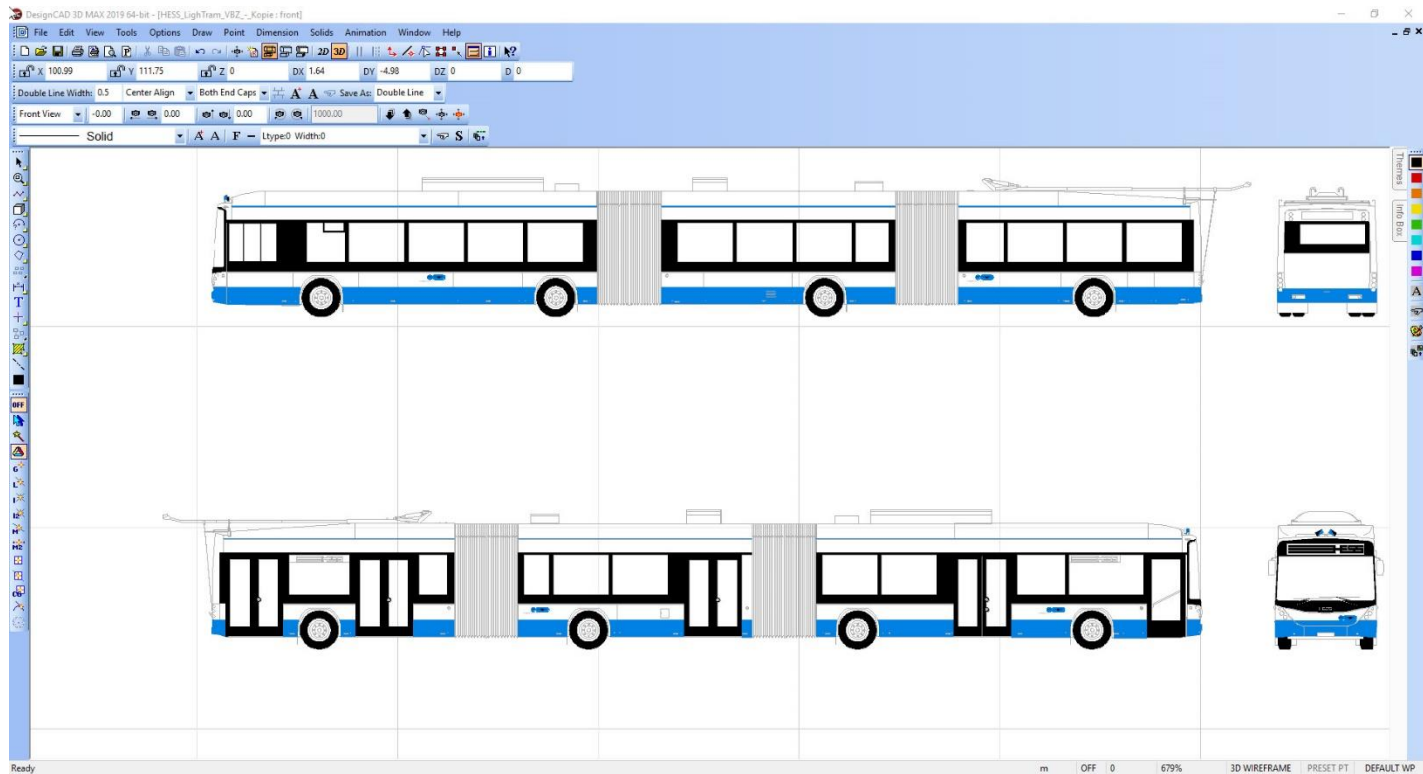 DesignCAD 3D MAX 2019 64-bit - [HESS_LighTram_VBZ_-_Kopie : front]
File Edit View Tools Options Draw Point Dimension Solids Animation Window Help
2D 3D
X 100.99 Y 111.75 Z 0 DX 1.64 DY -4.98 DZ 0 D 0
Double Line Width: 0.5 Center Align Both End Caps A A Save As: Double Line
Front View -0.00 0.00 0.00 1000.00
Solid A A F Ltype:0 Width:0 S
Themes
Info Box
T
A
OFF
Ready m OFF 0 679% 3D WIREFRAME PRESET PT DEFAULT WP